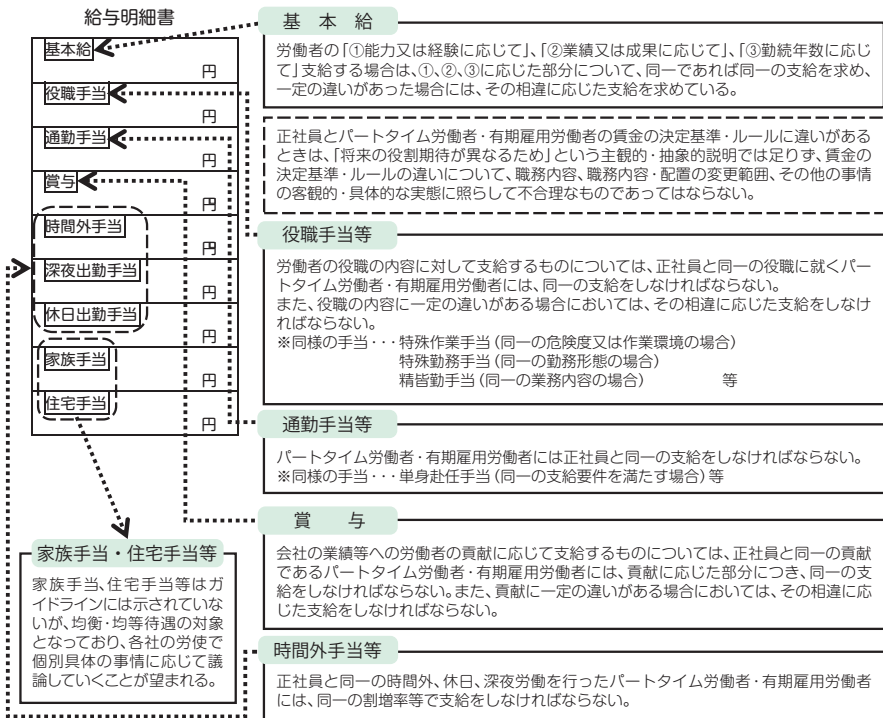 給与明細書
基本給
円
役職手当
円
通勤手当
円
賞与
円
時間外手当
円
深夜出勤手当
円
休日出勤手当
円
家族手当
円
住宅手当
円
基本給
労働者の「①能力又は経験に応じて」、「②業績又は成果に応じて」、「③勤続年数に応じ
て」支給する場合は、①、②、③に応じた部分について、同一であれば同一の支給を求め、
一定の違いがあった場合には、その相違に応じた支給を求めている。
正社員とパートタイム労働者・有期雇用労働者の賃金の決定基準・ルールに違いがある
ときは、「将来の役割期待が異なるため」という主観的・抽象的説明では足りず、賃金の
決定基準・ルールの違いについて、職務内容、職務内容・配置の変更範囲、その他の事情
の客観的・具体的な実態に照らして不合理なものであってはならない。
役職手当等
労働者の役職の内容に対して支給するものについては、正社員と同一の役職に就くパー
トタイム労働者・有期雇用労働者には、同一の支給をしなければならない。
また、役職の内容に一定の違いがある場合においては、その相違に応じた支給をしなけ
ればならない。
※同様の手当・・・特殊作業手当(同一の危険度又は作業環境の場合)
特殊勤務手当(同一の勤務形態の場合)
精皆勤手当(同一の業務内容の場合) 等
通勤手当等
パートタイム労働者・有期雇用労働者には正社員と同一の支給をしなければならない。
※同様の手当・・・単身赴任手当(同一の支給要件を満たす場合)等
賞与
会社の業績等への労働者の貢献に応じて支給するものについては、正社員と同一の貢献
であるパートタイム労働者・有期雇用労働者には、貢献に応じた部分につき、同一の支
給をしなければならない。また、貢献に一定の違いがある場合においては、その相違に応
じた支給をしなければならない。
家族手当・住宅手当等
家族手当、住宅手当等はガ
イドラインには示されていな
いが、均衡・均等待遇の対象
となっており、各社の労使で
個別具体の事情に応じて議
論していくことが望まれる。
時間外手当等
正社員と同一の時間外、休日、深夜労働を行ったパートタイム労働者・有期雇用労働者
には、同一の割増率等で支給をしなければならない。